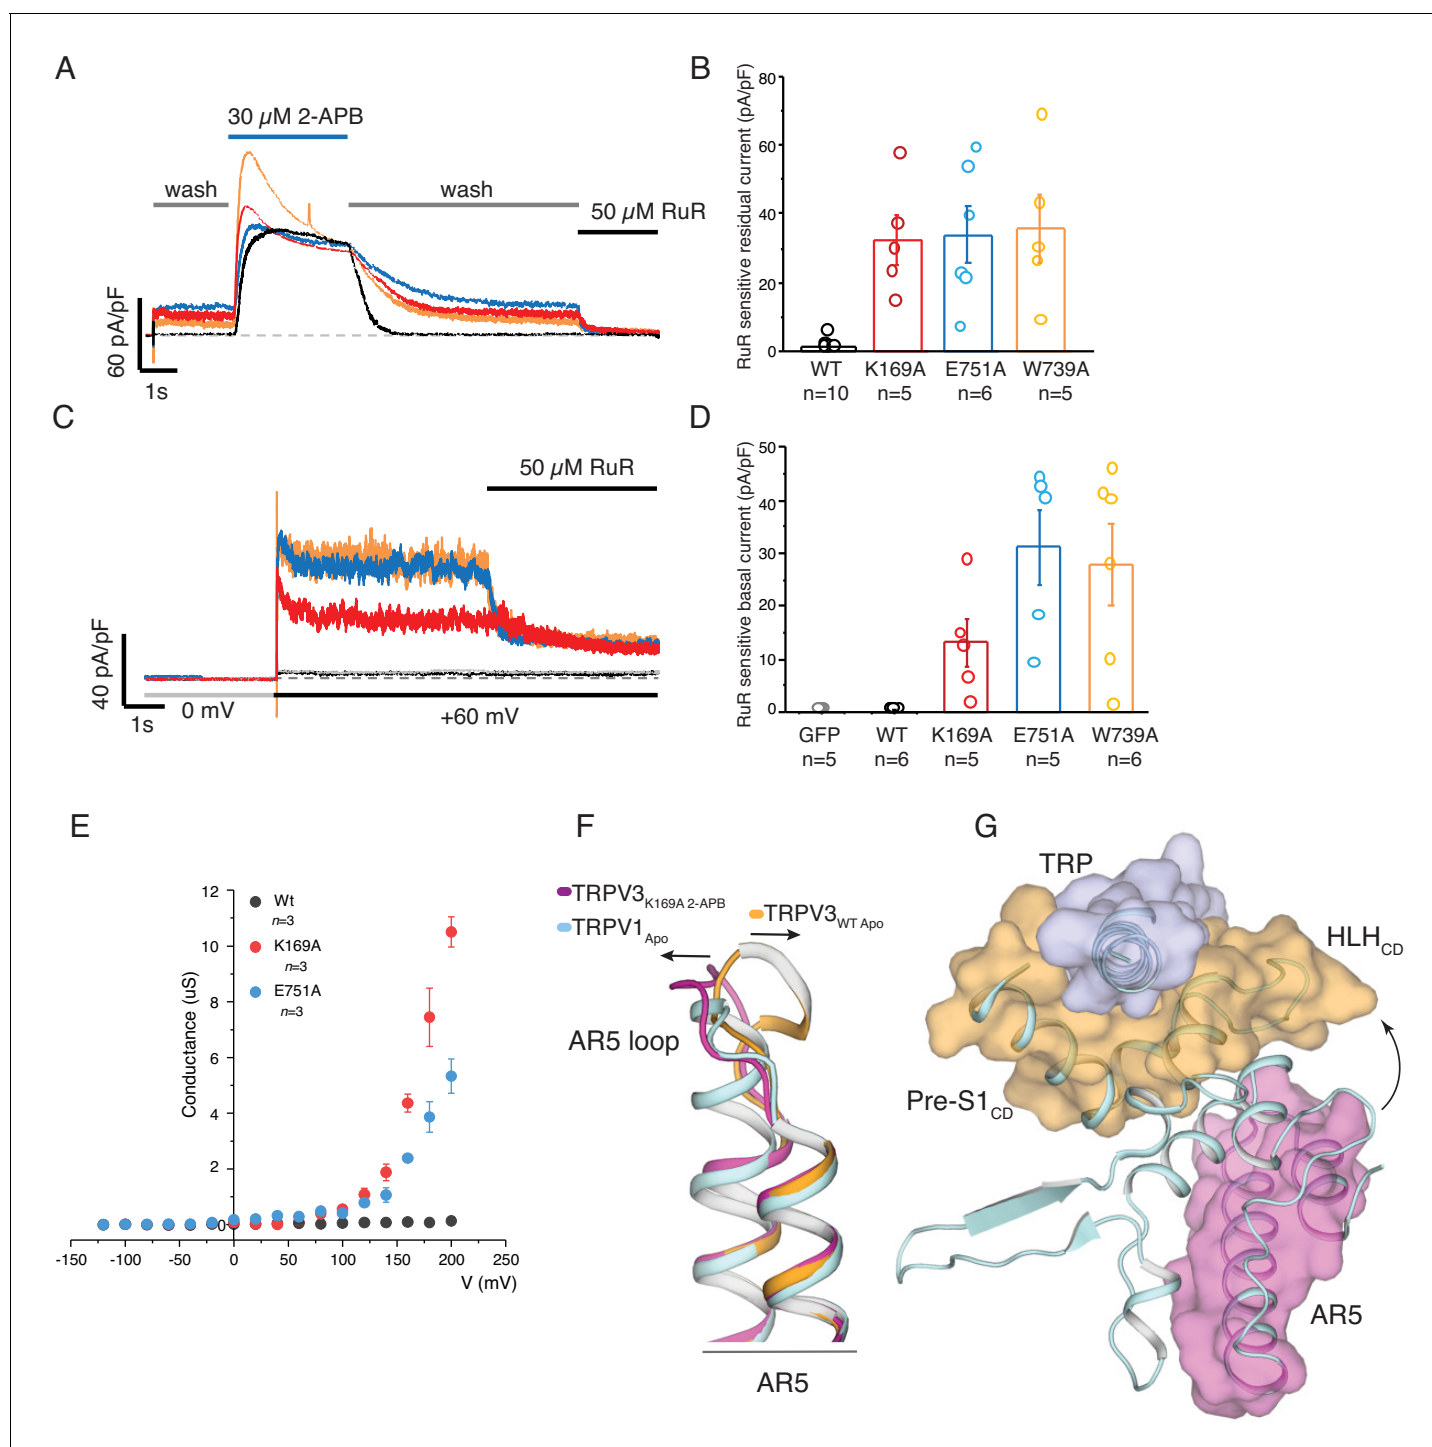 A
30 µM 2-APB
wash
wash
50 µM RuR
60 pA/pF
1s
B
RuR sensitive residual current (pA/pF)
80
60
40
20
0
WT
K169A
E751A
W739A
n=10
n=5
n=6
n=5
C
50 µM RuR
40 pA/pF
1s
0 mV
+60 mV
D
RuR sensitive basal current (pA/pF)
50
40
30
20
10
0
GFP
WT
K169A
E751A
W739A
n=5
n=6
n=5
n=5
n=6
E
Conductance (uS)
12
10
8
6
4
2
0
Wt
n=3
K169A
n=3
E751A
n=3
-150
-100
-50
0
50
100
150
200
250
V (mV)
F
TRPV3K169A 2-APB
TRPV1Apo
TRPV3WT Apo
AR5 loop
AR5
G
TRP
HLHCD
Pre-S1CD
AR5